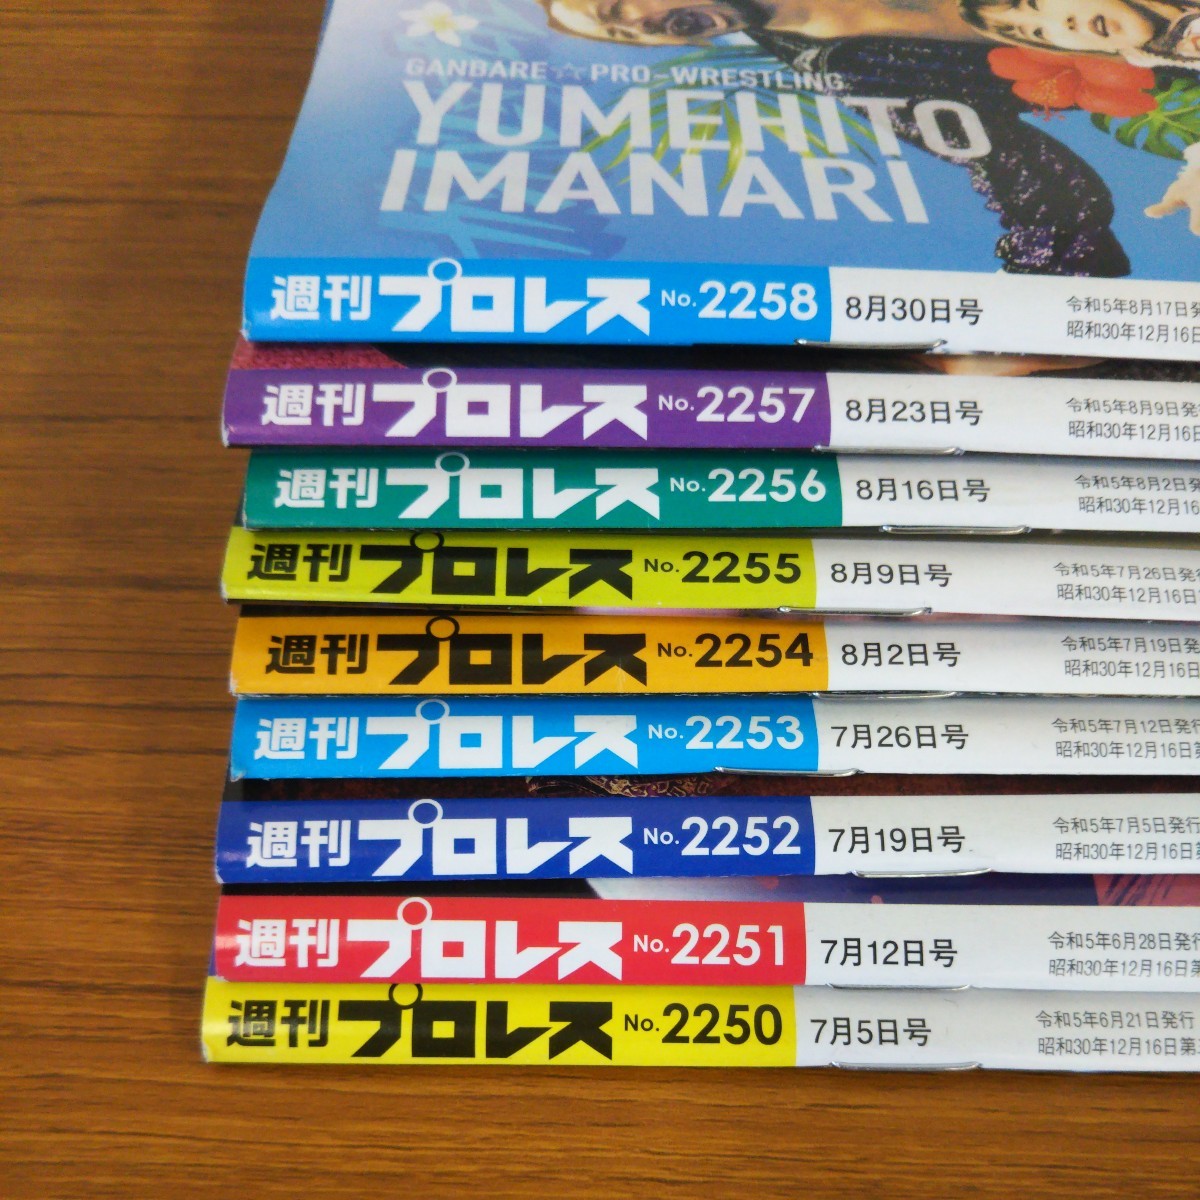 GANBARE☆PRO-WRESTLING
YUMEHITO
IMANARI
週刊プロレス No.2258 8月30日号
令和5年8月17日発
昭和30年12月16日
週刊プロレス No.2257 8月23日号
令和5年8月9日発行
昭和30年12月16日
週刊プロレス No.2256 8月16日号
令和5年8月2日発
昭和30年12月16
週刊プロレス No.2255 8月9日号
令和5年7月26日発行
昭和30年12月16日
週刊プロレス No.2254 8月2日号
令和5年7月19日発
昭和30年12月16日
週刊プロレス No.2253 7月26日号
令和5年7月12日発行
昭和30年12月16日第
週刊プロレス No.2252 7月19日号
令和5年7月5日発行
昭和30年12月16日第
週刊プロレス No.2251 7月12日号
令和5年6月28日発行
昭和30年12月16日第
週刊プロレス No.2250 7月5日号
令和5年6月21日発行
昭和30年12月16日第